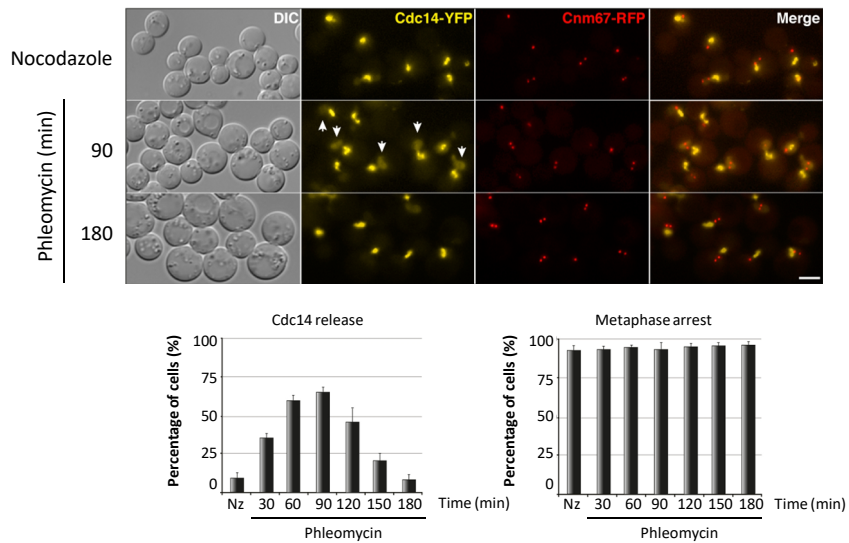 DIC Cdc14-YFP Cnm67-RFP Merge
Nocodazole
Phleomycin (min)
90
180
Cdc14 release
Percentage of cells (%)
100
75
50
25
0
Nz 30 60 90 120 150 180 Time (min)
Phleomycin
Metaphase arrest
Percentage of cells (%)
100
75
50
25
0
Nz 30 60 90 120 150 180 Time (min)
Phleomycin